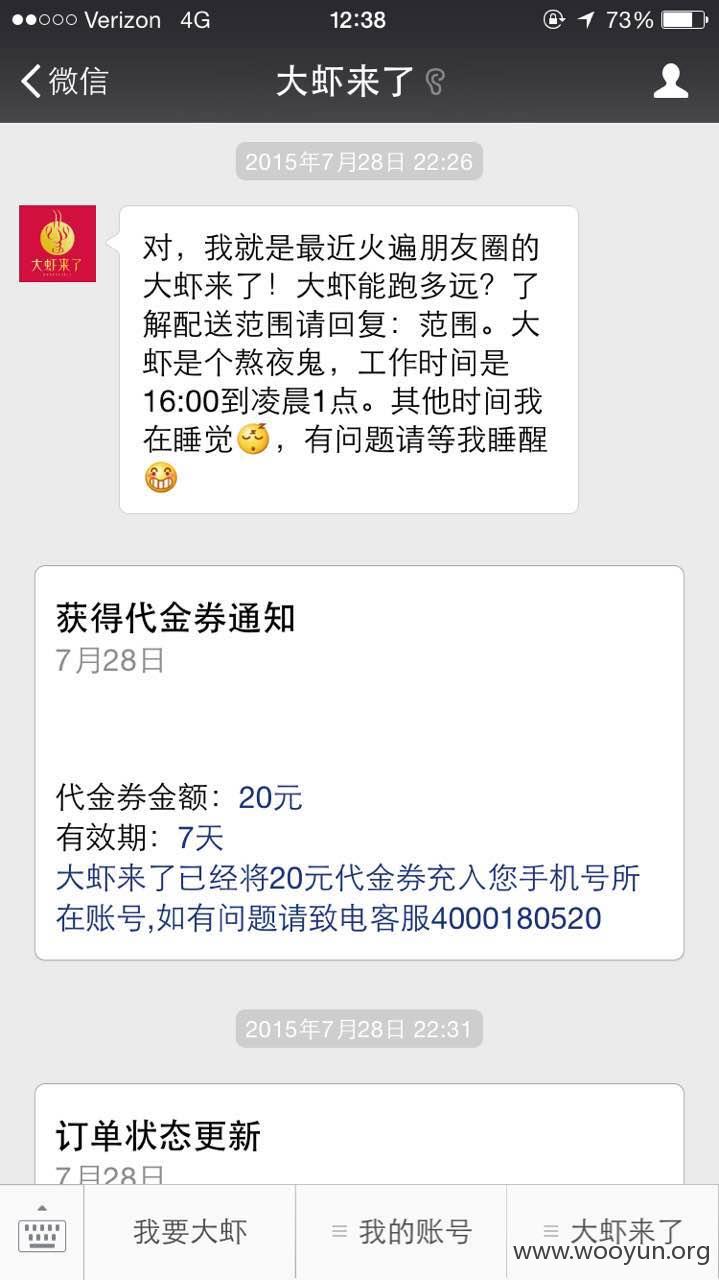 Verizon 4G 12:38 73%
微信 大虾来了
2015年7月28日 22:26
大虾来了
对，我就是最近火遍朋友圈的
大虾来了！大虾能跑多远？了
解配送范围请回复：范围。大
虾是个熬夜鬼，工作时间是
16:00到凌晨1点。其他时间我
在睡觉😴，有问题请等我睡醒
😁
获得代金券通知
7月28日
代金券金额：20元
有效期：7天
大虾来了已经将20元代金券充入您手机号所
在账号,如有问题请致电客服4000180520
2015年7月28日 22:31
订单状态更新
7月28日
我要大虾 我的账号 大虾来了
www.wooyun.org